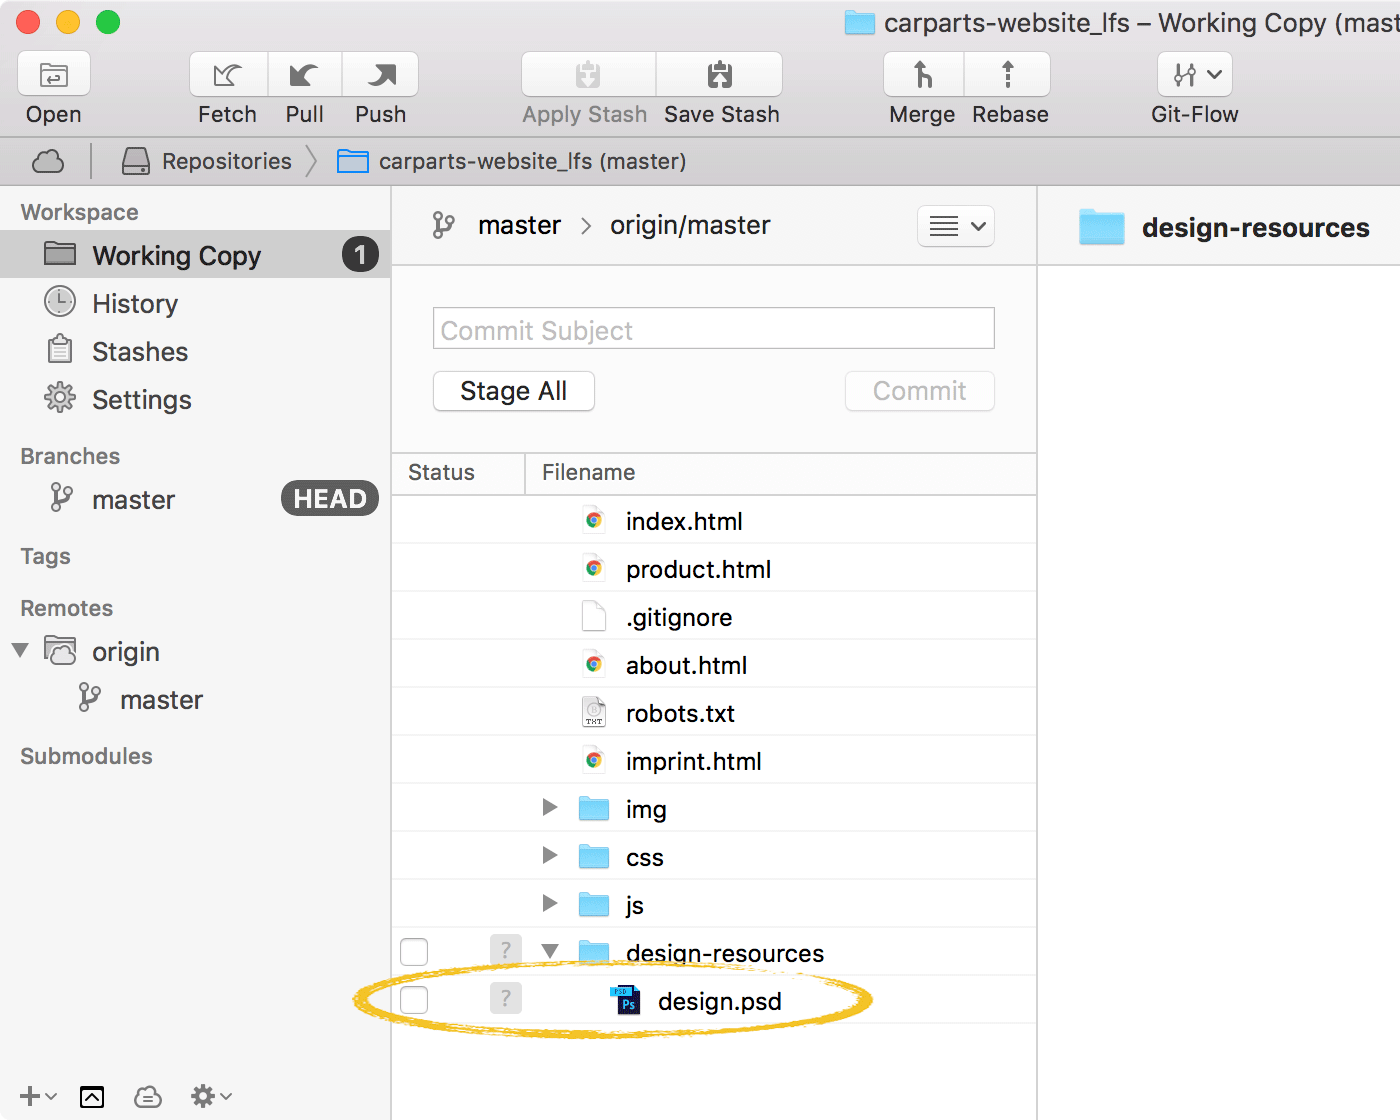 carparts-website_lfs – Working Copy (mast
Open
Fetch
Pull
Push
Apply Stash
Save Stash
Merge
Rebase
Git-Flow
Repositories
carparts-website_lfs (master)
Workspace
Working Copy
1
History
Stashes
Settings
Branches
master
HEAD
Tags
Remotes
origin
master
Submodules
master > origin/master
Commit Subject
Stage All
Commit
Status
Filename
index.html
product.html
.gitignore
about.html
TXT
robots.txt
imprint.html
img
css
js
? design-resources
? PSD Ps design.psd
design-resources